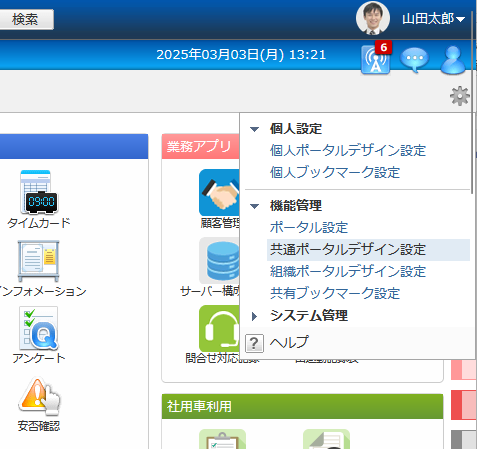 検索
山田太郎
2025年03月03日(月) 13:21
6
個人設定
個人ポータルデザイン設定
個人ブックマーク設定
機能管理
ポータル設定
共通ポータルデザイン設定
組織ポータルデザイン設定
共有ブックマーク設定
システム管理
? ヘルプ
業務アプリ
09:00
タイムカード
顧客管理
インフォメーション
サーバー構成
アンケート
問合せ対応記録
安否確認
社用車利用